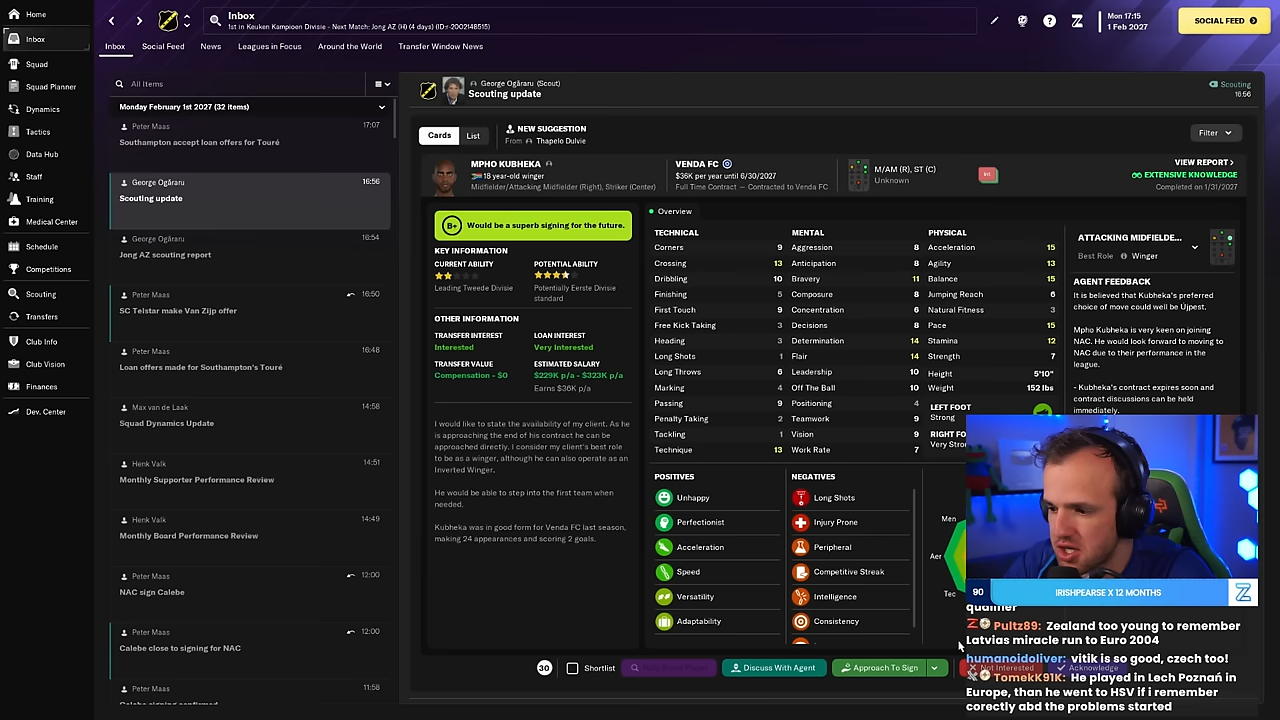 Home
Inbox
Squad
Squad Planner
Dynamics
Tactics
Data Hub
Staff
Training
Medical Center
Schedule
Competitions
Scouting
Transfers
Club Info
Club Vision
Finances
Dev. Center
Inbox
1st in Keuken Kampioen Divisie - Next Match: Jong AZ (H) (4 days) (ID:r-2002148515)
Mon 17:15
1 Feb 2027
SOCIAL FEED
Inbox Social Feed News Leagues in Focus Around the World Transfer Window News
All Items
Monday February 1st 2027 (32 items)
Peter Maas 17:07
Southampton accept loan offers for Touré
George Ogăraru 16:56
Scouting update
George Ogăraru 16:54
Jong AZ scouting report
Peter Maas 16:50
SC Telstar make Van Zijp offer
Peter Maas 16:48
Loan offers made for Southampton's Touré
Max van de Laak 14:58
Squad Dynamics Update
Henk Valk 14:51
Monthly Supporter Performance Review
Henk Valk 14:49
Monthly Board Performance Review
Peter Maas 12:00
NAC sign Calebe
Peter Maas 12:00
Calebe close to signing for NAC
Peter Maas 11:58
George Ogăraru (Scout)
Scouting update
Scouting
16:56
Cards List
NEW SUGGESTION
From Thapelo Dulvie
Filter
MPHO KUBHEKA
18 year-old winger
Midfielder/Attacking Midfielder (Right), Striker (Center)
VENDA FC
$36K per year until 6/30/2027
Full Time Contract – Contracted to Venda FC
M/AM (R), ST (C)
Unknown
Int
VIEW REPORT >
EXTENSIVE KNOWLEDGE
Completed on 1/31/2027
B+ Would be a superb signing for the future.
KEY INFORMATION
CURRENT ABILITY POTENTIAL ABILITY
Leading Tweede Divisie Potentially Eerste Divisie
standard
OTHER INFORMATION
TRANSFER INTEREST LOAN INTEREST
Interested Very Interested
TRANSFER VALUE ESTIMATED SALARY
Compensation - $0 $229K p/a - $323K p/a
Earns $36K p/a
I would like to state the availability of my client. As he
is approaching the end of his contract he can be
approached directly. I consider my client's best role
to be as a winger, although he can also operate as an
Inverted Winger.
He would be able to step into the first team when
needed.
Kubheka was in good form for Venda FC last season,
making 24 appearances and scoring 2 goals.
Overview
TECHNICAL MENTAL PHYSICAL
Corners 9 Aggression 8 Acceleration 15
Crossing 13 Anticipation 8 Agility 13
Dribbling 10 Bravery 11 Balance 15
Finishing 5 Composure 8 Jumping Reach 6
First Touch 9 Concentration 6 Natural Fitness 3
Free Kick Taking 3 Decisions 8 Pace 15
Heading 3 Determination 14 Stamina 12
Long Shots 1 Flair 14 Strength 7
Long Throws 6 Leadership 10 Height 5'10"
Marking 4 Off The Ball 10 Weight 152 lbs
Passing 9 Positioning 4 LEFT FOOT
Penalty Taking 2 Teamwork 9 Strong
Tackling 1 Vision 9 RIGHT FO
Technique 13 Work Rate 7 Very Stro
ATTACKING MIDFIELDE...
Best Role Winger
AGENT FEEDBACK
It is believed that Kubheka's preferred
choice of move could well be Újpest.
Mpho Kubheka is very keen on joining
NAC. He would look forward to moving to
NAC due to their performance in the
league.
- Kubheka's contract expires soon and
contract discussions can be held
immediately.
POSITIVES NEGATIVES
Unhappy Long Shots
Perfectionist Injury Prone
Acceleration Peripheral
Speed Competitive Streak
Versatility Intelligence
Adaptability Consistency
Men
Aer
Tec
30 Shortlist Discuss With Agent Approach To Sign Not Interested Acknowledge
90 IRISHPEARSE X 12 MONTHS Z
qualifier
Pultz89: Zealand too young to remember
Latvias miracle run to Euro 2004
humanoidoliver: vitik is so good, czech too!
TomekK91K: He played in Lech Poznań in
Europe, than he went to HSV if i remember
corectly abd the problems started